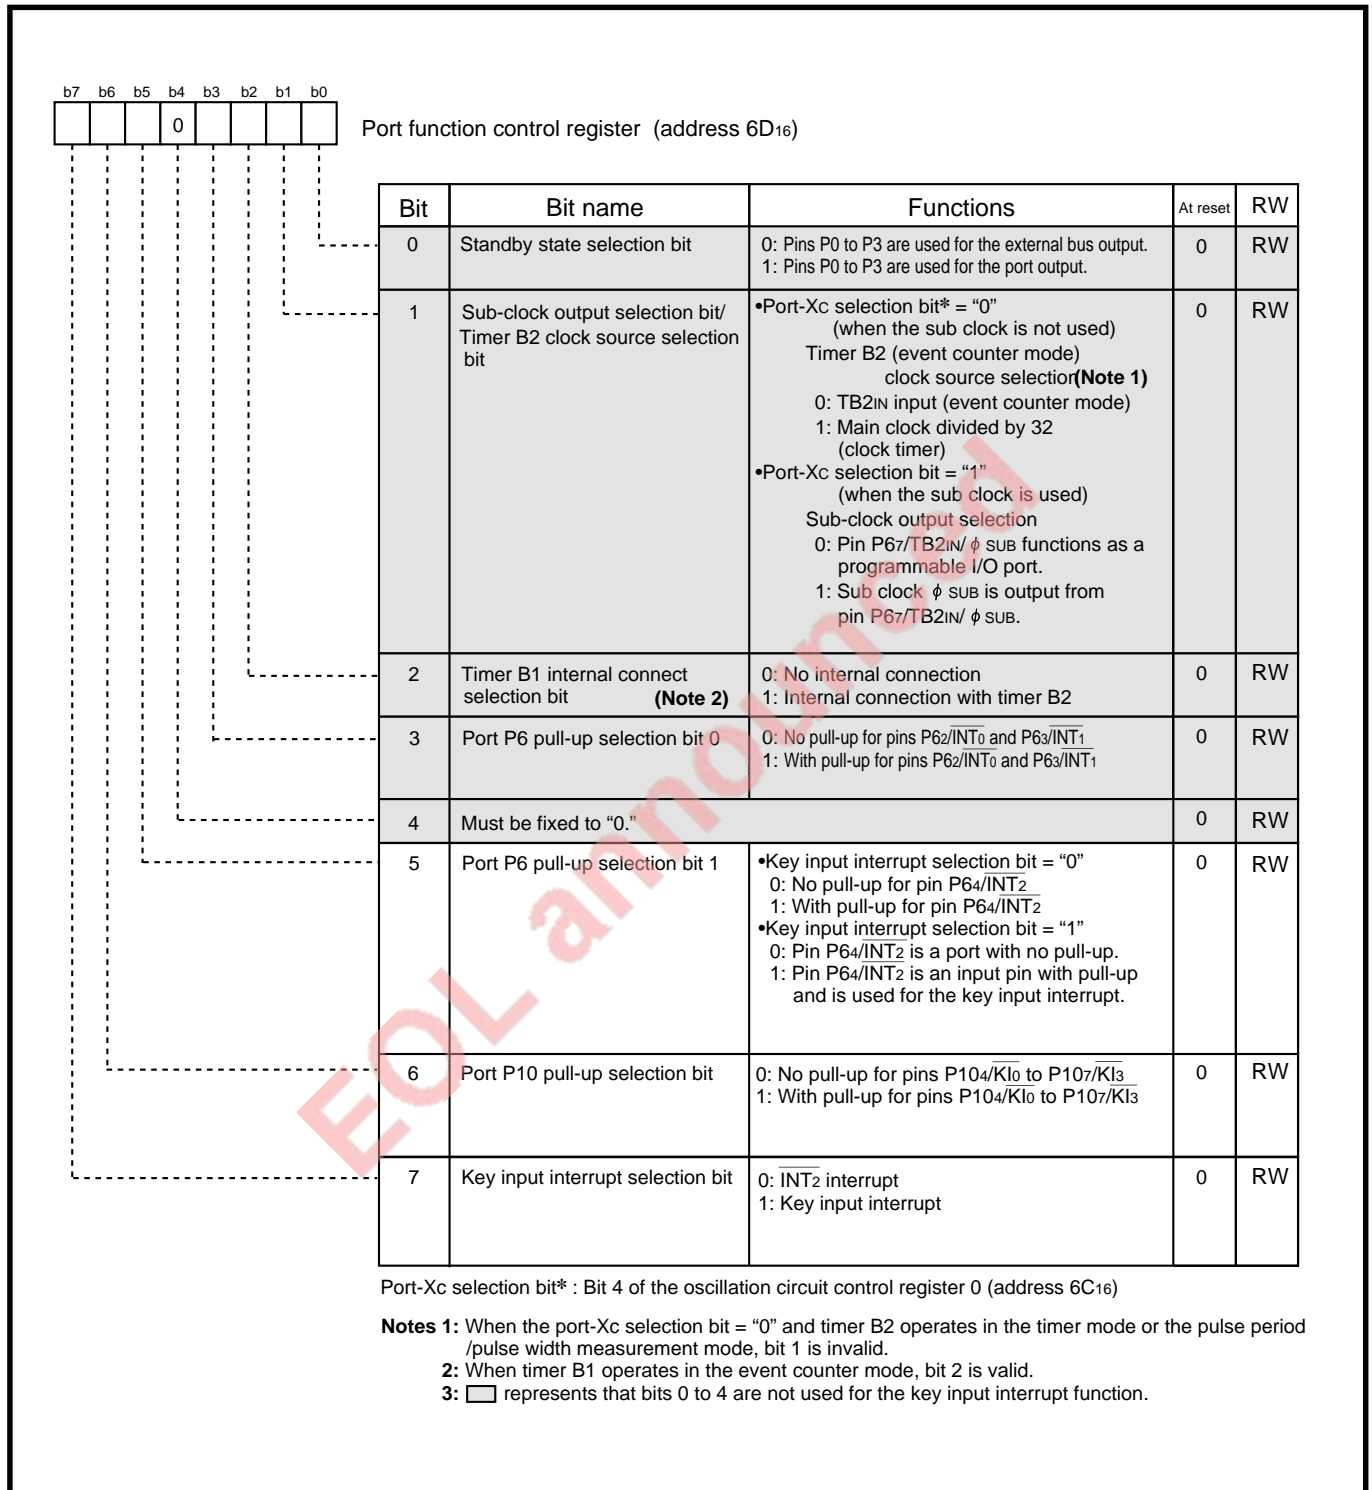 b7 b6 b5 b4 b3 b2 b1 b0
0
Port function control register (address 6D16)
Bit Bit name Functions At reset RW
0 Standby state selection bit 0: Pins P0 to P3 are used for the external bus output. 0 RW
1: Pins P0 to P3 are used for the port output.
1 Sub-clock output selection bit/ •Port-XC selection bit* = “0” 0 RW
Timer B2 clock source selection (when the sub clock is not used)
bit Timer B2 (event counter mode)
clock source selection(Note 1)
0: TB2IN input (event counter mode)
1: Main clock divided by 32
(clock timer)
•Port-XC selection bit = “1”
(when the sub clock is used)
Sub-clock output selection
0: Pin P67/TB2IN/ ϕ SUB functions as a
programmable I/O port.
1: Sub clock ϕ SUB is output from
pin P67/TB2IN/ ϕ SUB.
2 Timer B1 internal connect 0: No internal connection 0 RW
selection bit (Note 2) 1: Internal connection with timer B2
3 Port P6 pull-up selection bit 0 0: No pull-up for pins P62/INT0 and P63/INT1 0 RW
1: With pull-up for pins P62/INT0 and P63/INT1
4 Must be fixed to “0.” 0 RW
5 Port P6 pull-up selection bit 1 •Key input interrupt selection bit = “0” 0 RW
0: No pull-up for pin P64/INT2
1: With pull-up for pin P64/INT2
•Key input interrupt selection bit = “1”
0: Pin P64/INT2 is a port with no pull-up.
1: Pin P64/INT2 is an input pin with pull-up
and is used for the key input interrupt.
6 Port P10 pull-up selection bit 0: No pull-up for pins P104/KI0 to P107/KI3 0 RW
1: With pull-up for pins P104/KI0 to P107/KI3
7 Key input interrupt selection bit 0: INT2 interrupt 0 RW
1: Key input interrupt
Port-Xc selection bit* : Bit 4 of the oscillation circuit control register 0 (address 6C16)
Notes 1: When the port-Xc selection bit = “0” and timer B2 operates in the timer mode or the pulse period
/pulse width measurement mode, bit 1 is invalid.
2: When timer B1 operates in the event counter mode, bit 2 is valid.
3: represents that bits 0 to 4 are not used for the key input interrupt function.
EOL announced